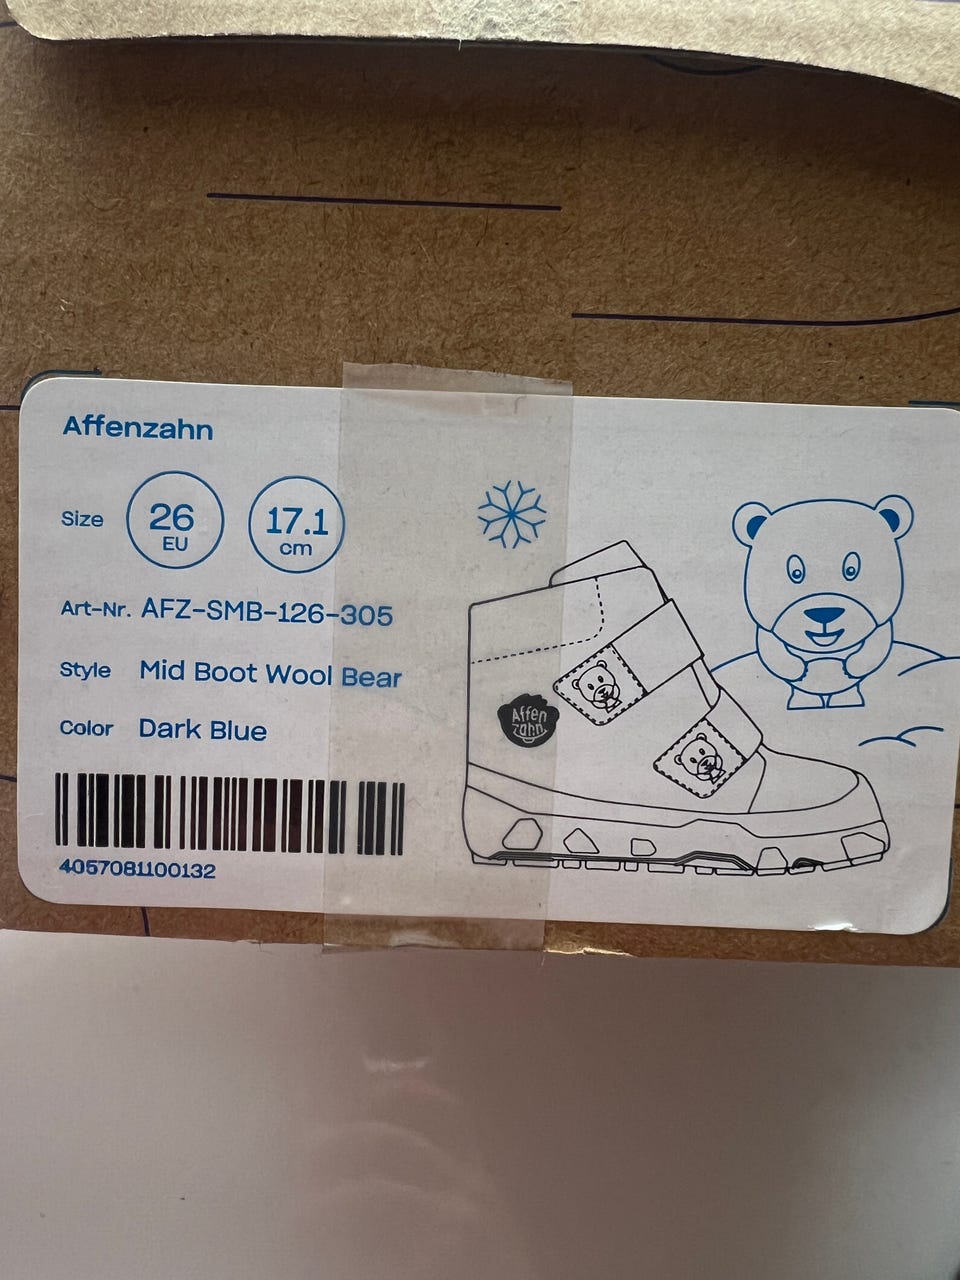 Affenzahn
Size 26 EU 17.1 cm
Art-Nr. AFZ-SMB-126-305
Style Mid Boot Wool Bear
Color Dark Blue
Affen
zahn
4057081100132